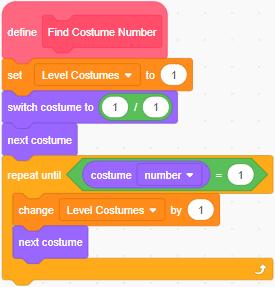 define Find Costume Number
set Level Costumes to 1
switch costume to 1 / 1
next costume
repeat until costume number = 1
change Level Costumes by 1
next costume